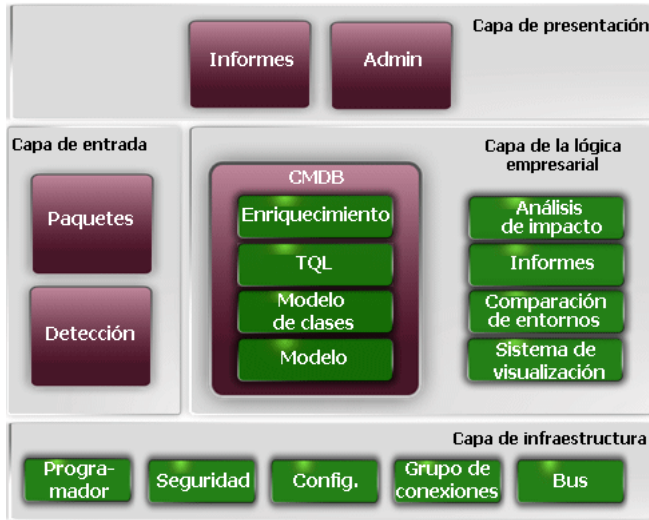 Capa de presentación
Informes
Admin
Capa de entrada
Paquetes
Detección
Capa de la lógica
empresarial
CMDB
Enriquecimiento
TQL
Modelo
de clases
Modelo
Análisis
de impacto
Informes
Comparación
de entornos
Sistema de
visualización
Capa de infraestructura
Progra-
mador
Seguridad
Config.
Grupo de
conexiones
Bus